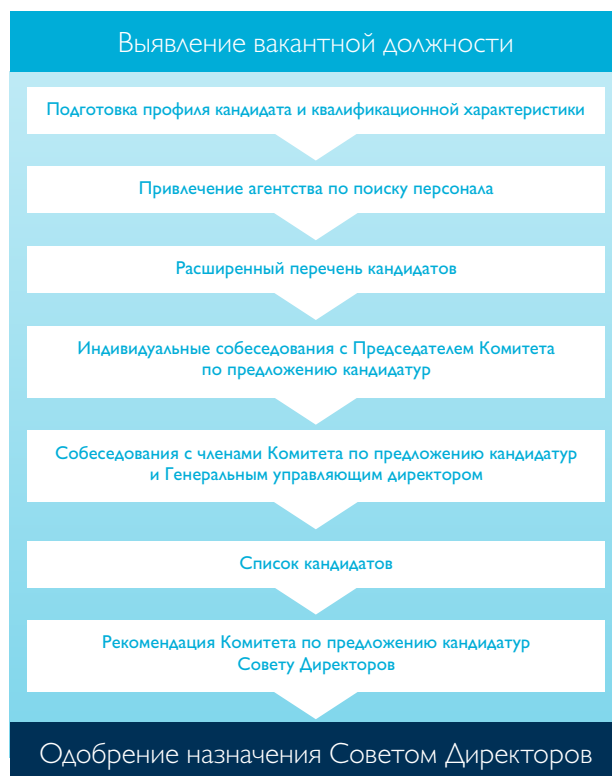 Выявление вакантной должности
Подготовка профиля кандидата и квалификационной характеристики
Привлечение агентства по поиску персонала
Расширенный перечень кандидатов
Индивидуальные собеседования с Председателем Комитета
по предложению кандидатур
Собеседования с членами Комитета по предложению кандидатур
и Генеральным управляющим директором
Список кандидатов
Рекомендация Комитета по предложению кандидатур
Совету Директоров
Одобрение назначения Советом Директоров